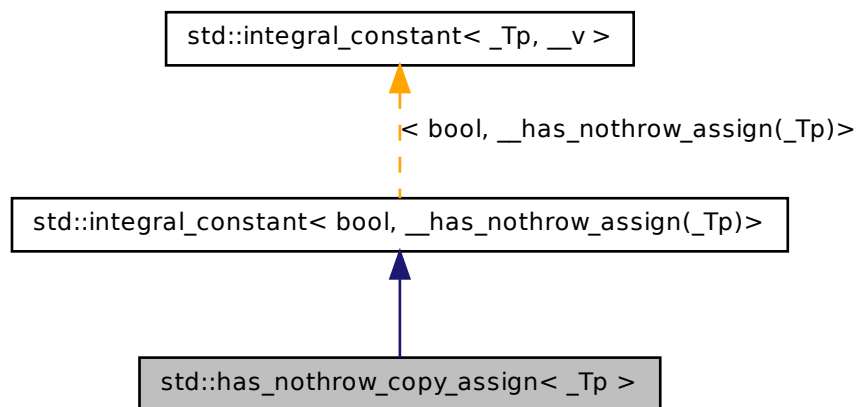 std::integral_constant< _Tp, __v >
< bool, __has_nothrow_assign(_Tp)>
std::integral_constant< bool, __has_nothrow_assign(_Tp)>
std::has_nothrow_copy_assign< _Tp >